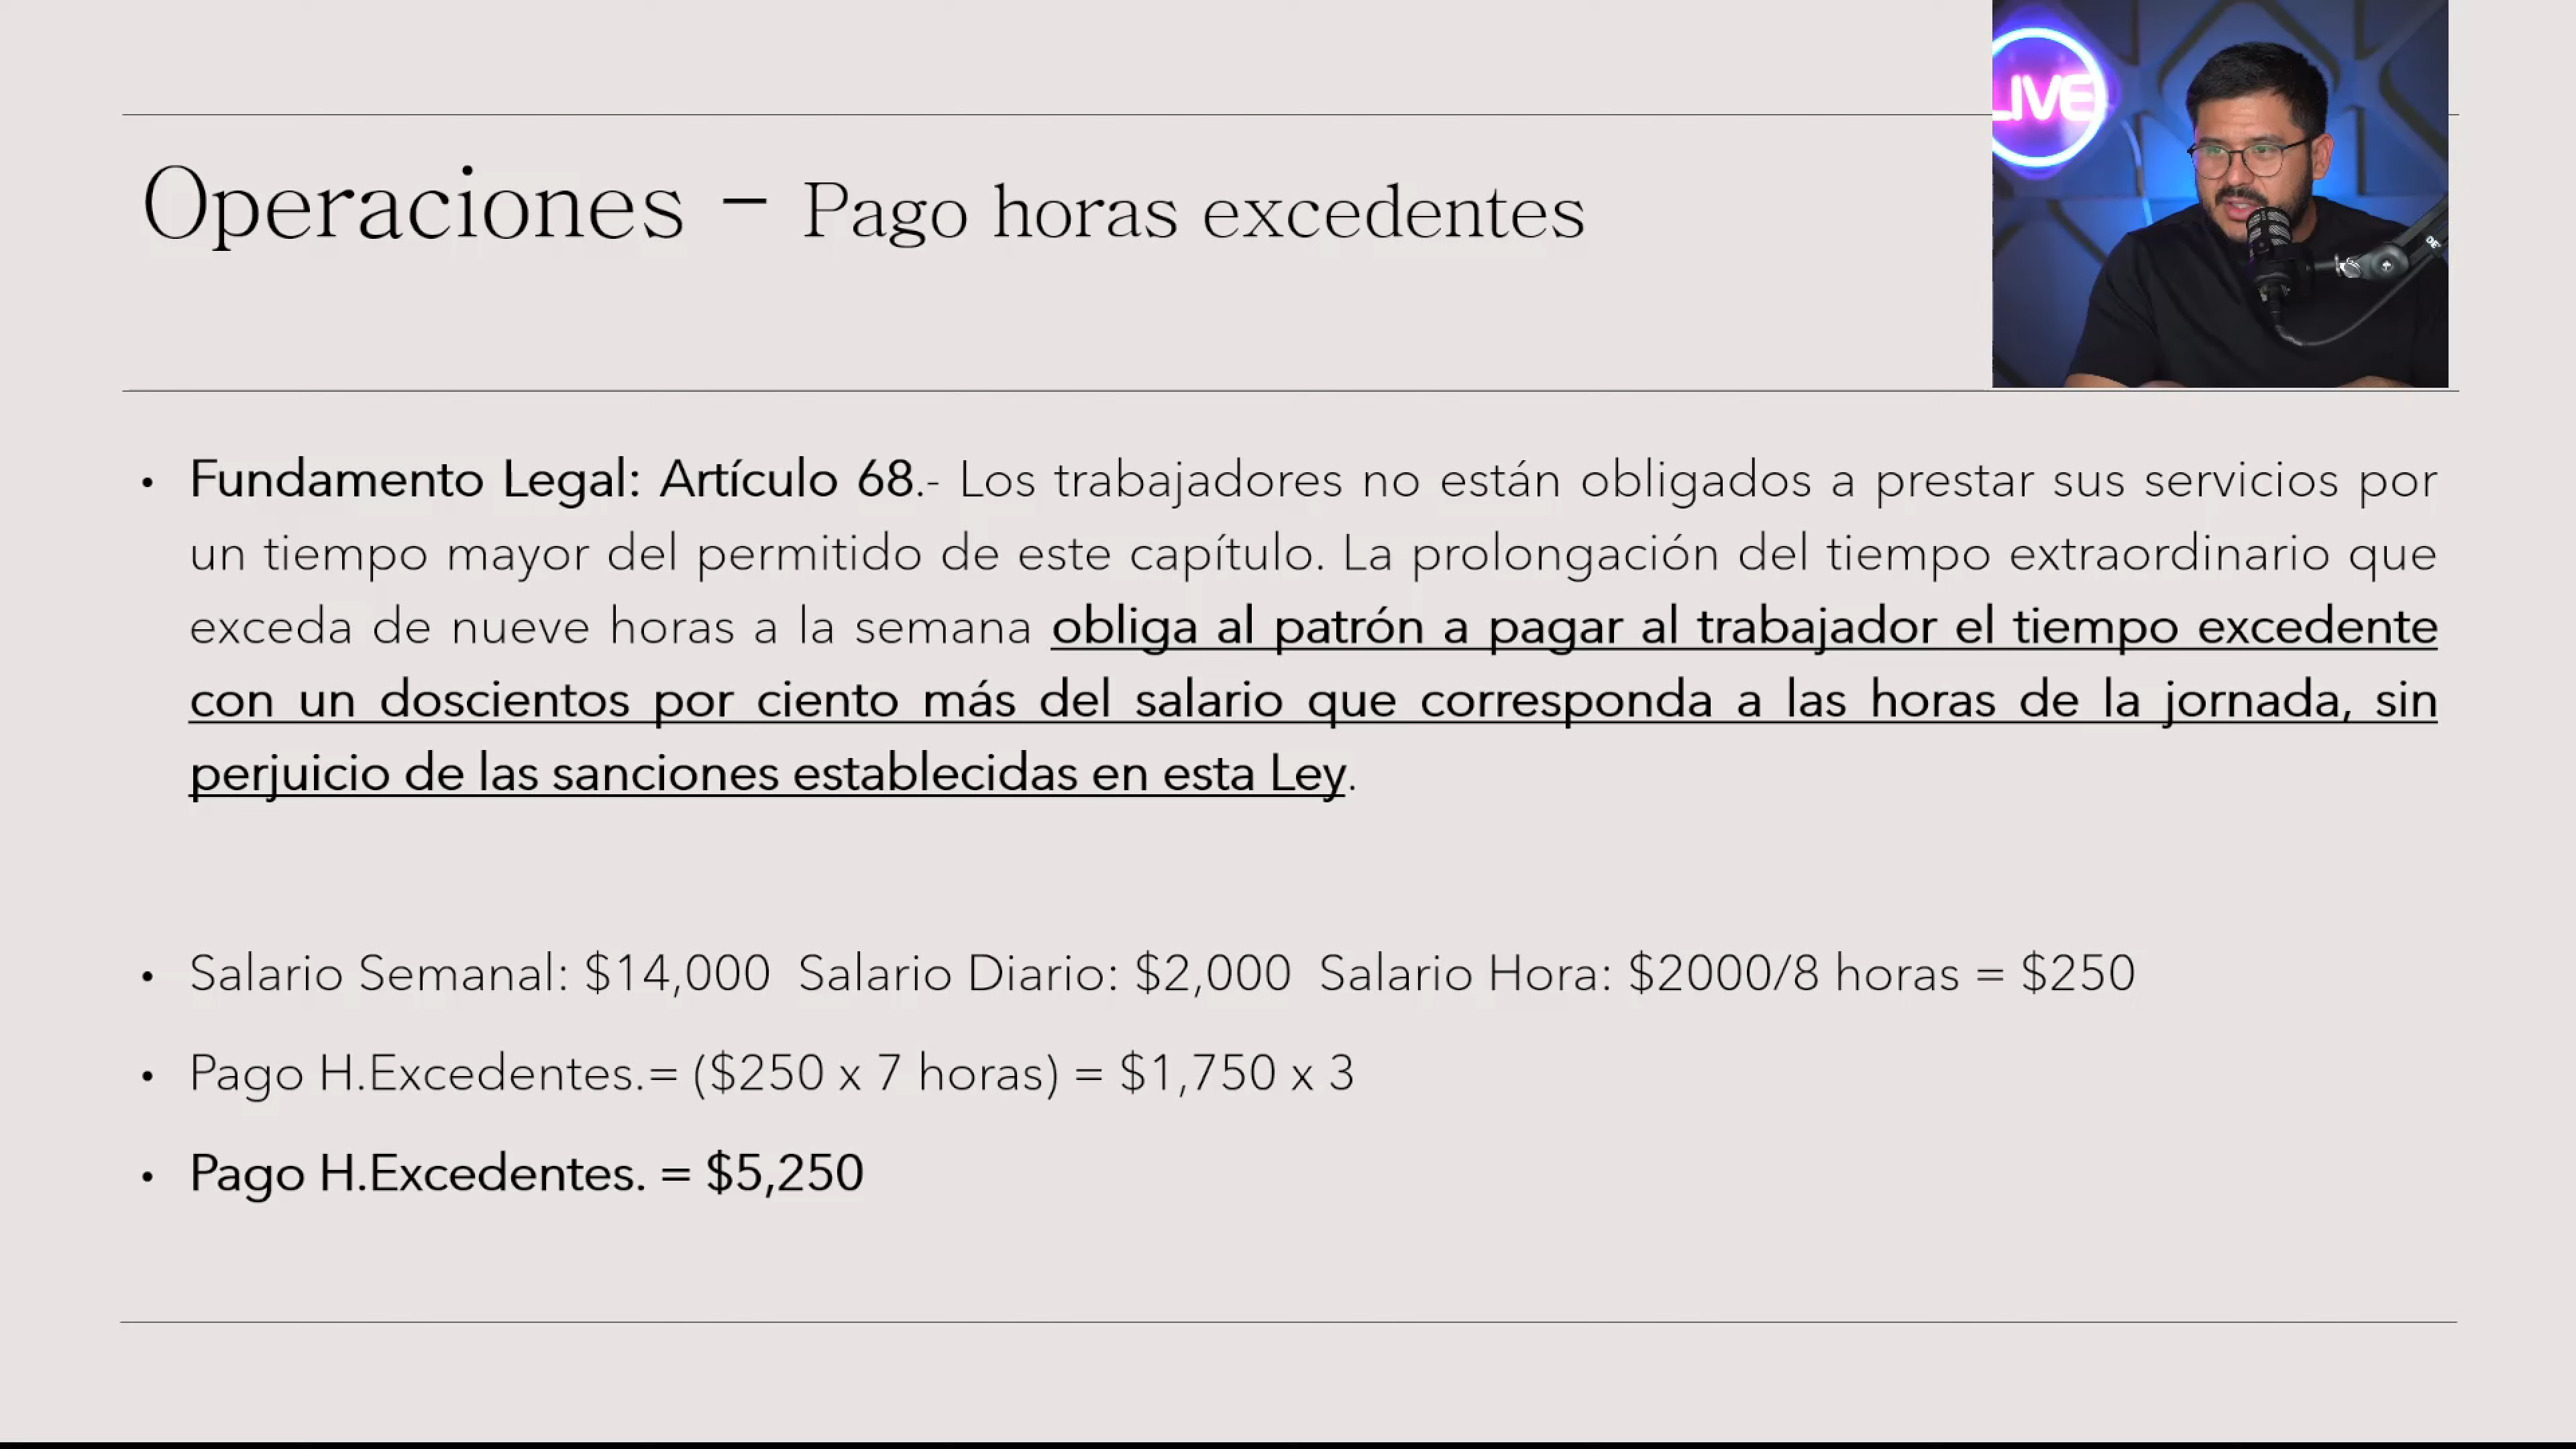 LIVE
Operaciones - Pago horas excedentes
• Fundamento Legal: Artículo 68.- Los trabajadores no están obligados a prestar sus servicios por
un tiempo mayor del permitido de este capítulo. La prolongación del tiempo extraordinario que
exceda de nueve horas a la semana obliga al patrón a pagar al trabajador el tiempo excedente
con un doscientos por ciento más del salario que corresponda a las horas de la jornada, sin
perjuicio de las sanciones establecidas en esta Ley.
• Salario Semanal: $14,000 Salario Diario: $2,000 Salario Hora: $2000/8 horas = $250
• Pago H.Excedentes.= ($250 x 7 horas) = $1,750 x 3
• Pago H.Excedentes. = $5,250